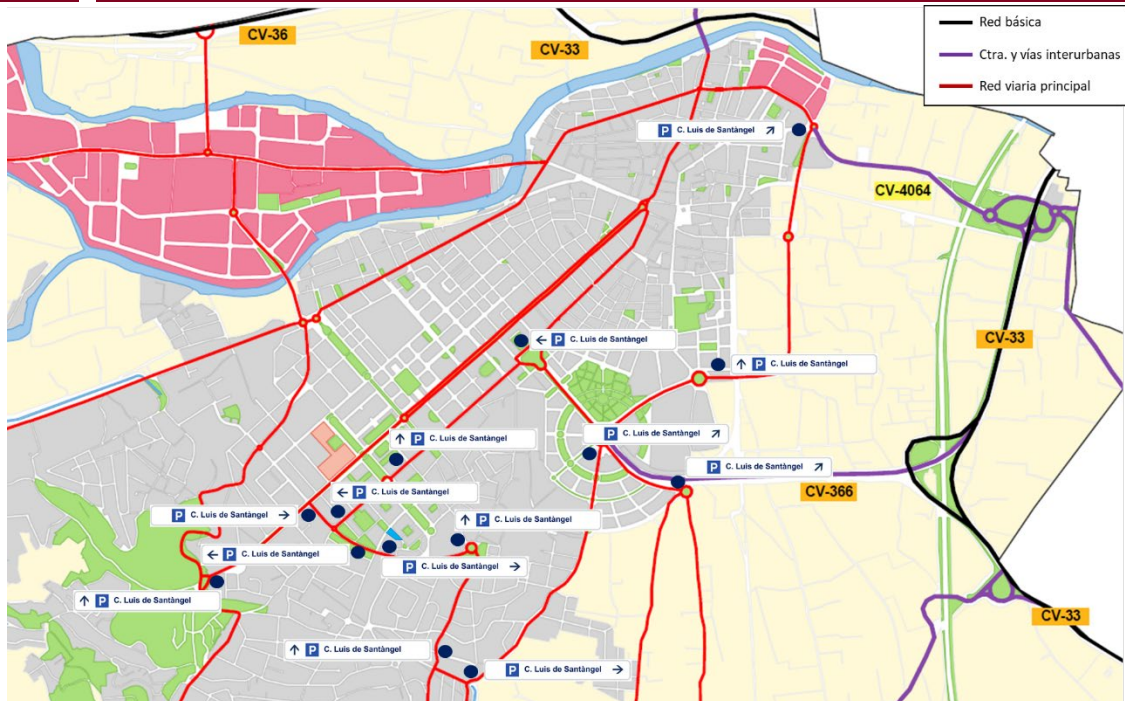 CV-36
CV-33
Red básica
Ctra. y vías interurbanas
Red viaria principal
P C. Luis de Santàngel ↗
CV-4064
← P C. Luis de Santàngel
CV-33
↑ P C. Luis de Santàngel
↑ P C. Luis de Santàngel
P C. Luis de Santàngel ↗
P C. Luis de Santàngel ↗
CV-366
← P C. Luis de Santàngel
P C. Luis de Santàngel →
↑ P C. Luis de Santàngel
← P C. Luis de Santàngel
P C. Luis de Santàngel →
↑ P C. Luis de Santàngel
CV-33
↑ P C. Luis de Santàngel
P C. Luis de Santàngel →